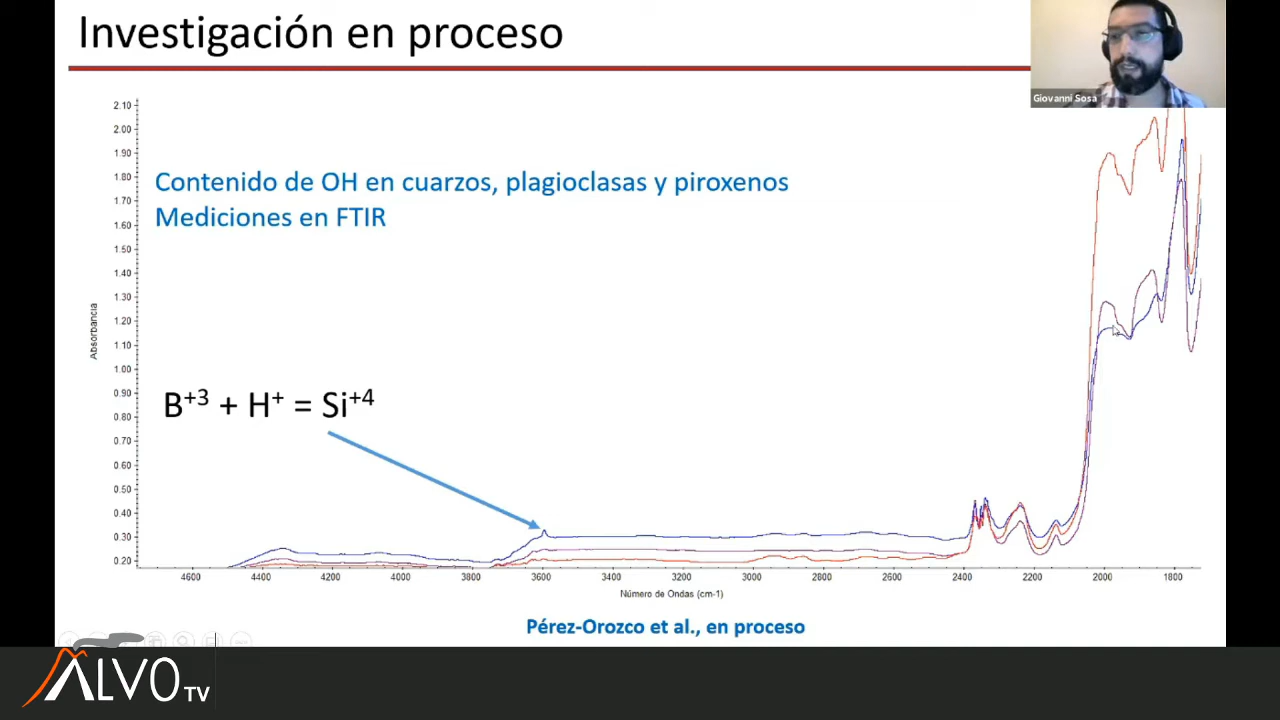 Investigación en proceso
Giovanni Sosa
Contenido de OH en cuarzos, plagioclasas y piroxenos
Mediciones en FTIR
B+3 + H+ = Si+4
Absorbancia
2.10
2.00
1.90
1.80
1.70
1.60
1.50
1.40
1.30
1.20
1.10
1.00
0.90
0.80
0.70
0.60
0.50
0.40
0.30
0.20
4600 4400 4200 4000 3800 3600 3400 3200 3000 2800 2600 2400 2200 2000 1800
Número de Ondas (cm-1)
Pérez-Orozco et al., en proceso
ALVO TV